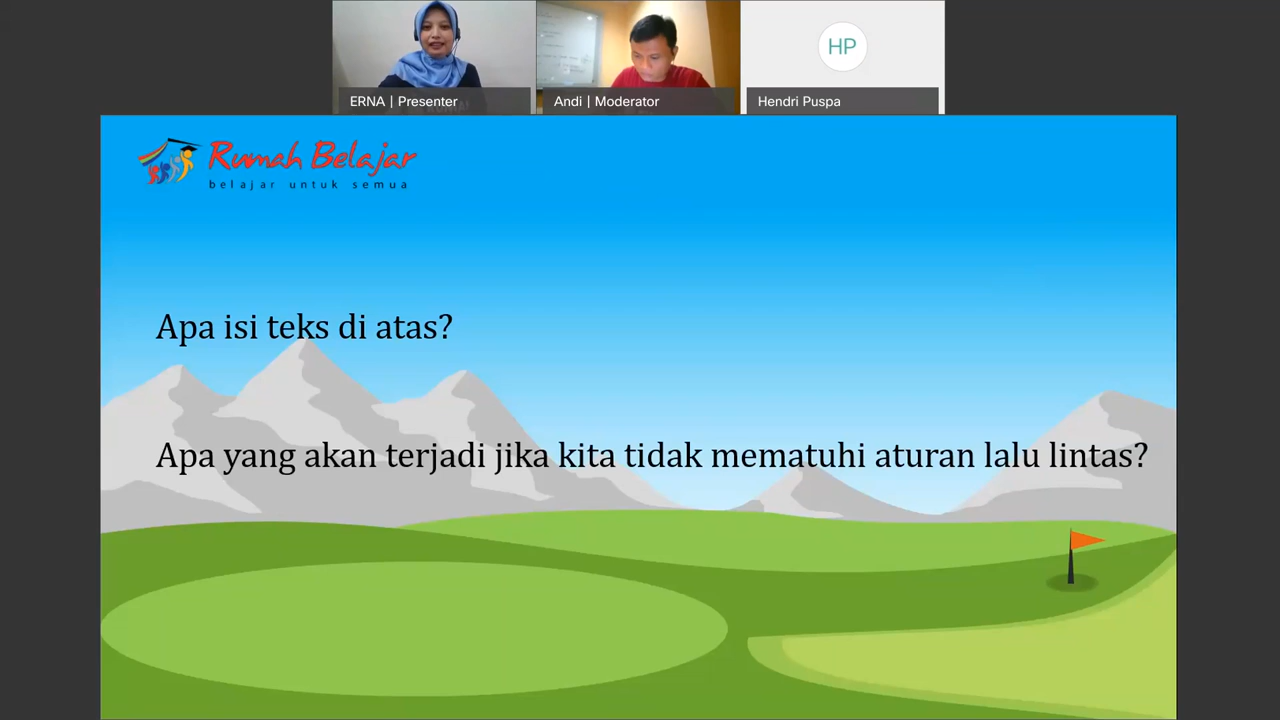 ERNA | Presenter
Andi | Moderator
HP
Hendri Puspa
Rumah Belajar
belajar untuk semua
Apa isi teks di atas?
Apa yang akan terjadi jika kita tidak mematuhi aturan lalu lintas?